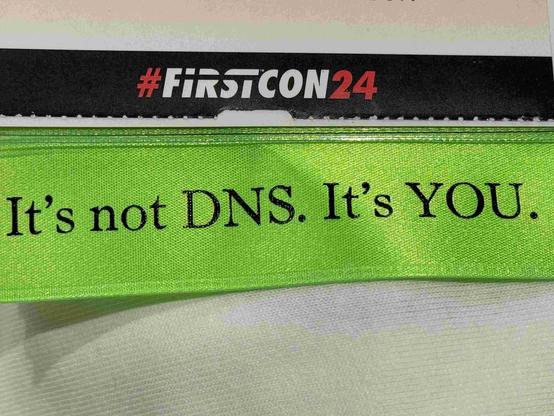 #FIRSTCON24
It's not DNS. It's YOU.